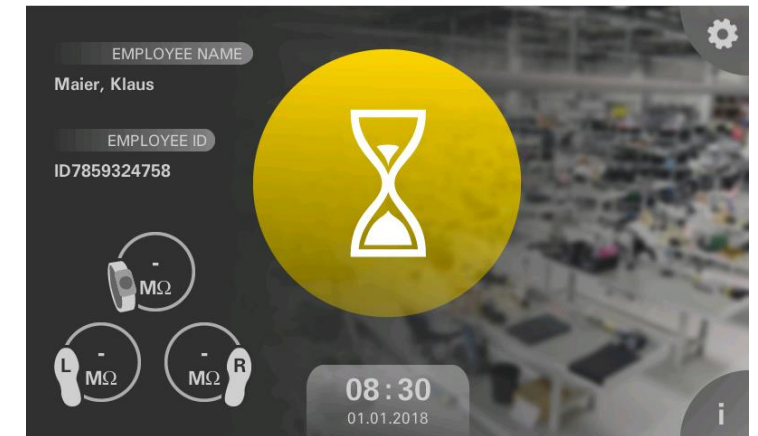 EMPLOYEE NAME
Maier, Klaus
EMPLOYEE ID
ID7859324758
-
MΩ
L
-
MΩ
-
MΩ
R
08:30
01.01.2018
i